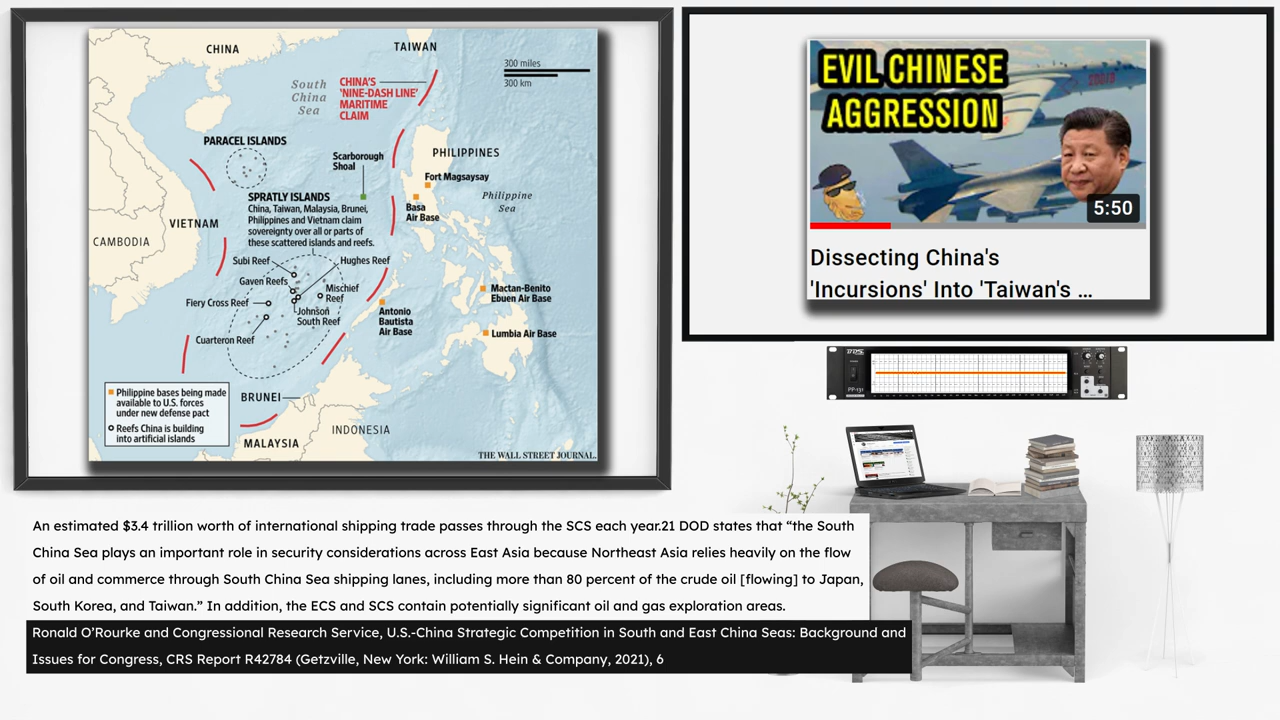 CHINA
TAIWAN
South
China
Sea
CHINA'S
'NINE-DASH LINE'
MARITIME
CLAIM
300 miles
300 km
PARACEL ISLANDS
Scarborough
Shoal
PHILIPPINES
Fort Magsaysay
Basa
Air Base
Philippine
Sea
SPRATLY ISLANDS
China, Taiwan, Malaysia, Brunei,
Philippines and Vietnam claim
sovereignty over all or parts of
these scattered islands and reefs.
VIETNAM
CAMBODIA
Subi Reef
Hughes Reef
Gaven Reefs
Mischief
Reef
Fiery Cross Reef
Johnson
South Reef
Cuarteron Reef
Antonio
Bautista
Air Base
Mactan-Benito
Ebuen Air Base
Lumbia Air Base
Philippine bases being made
available to U.S. forces
under new defense pact
Reefs China is building
into artificial islands
BRUNEI
MALAYSIA
INDONESIA
THE WALL STREET JOURNAL.
EVIL CHINESE
AGGRESSION
5:50
Dissecting China's
'Incursions' Into 'Taiwan's ...
An estimated $3.4 trillion worth of international shipping trade passes through the SCS each year.21 DOD states that “the South
China Sea plays an important role in security considerations across East Asia because Northeast Asia relies heavily on the flow
of oil and commerce through South China Sea shipping lanes, including more than 80 percent of the crude oil [flowing] to Japan,
South Korea, and Taiwan.” In addition, the ECS and SCS contain potentially significant oil and gas exploration areas.
Ronald O’Rourke and Congressional Research Service, U.S.-China Strategic Competition in South and East China Seas: Background and
Issues for Congress, CRS Report R42784 (Getzville, New York: William S. Hein & Company, 2021), 6